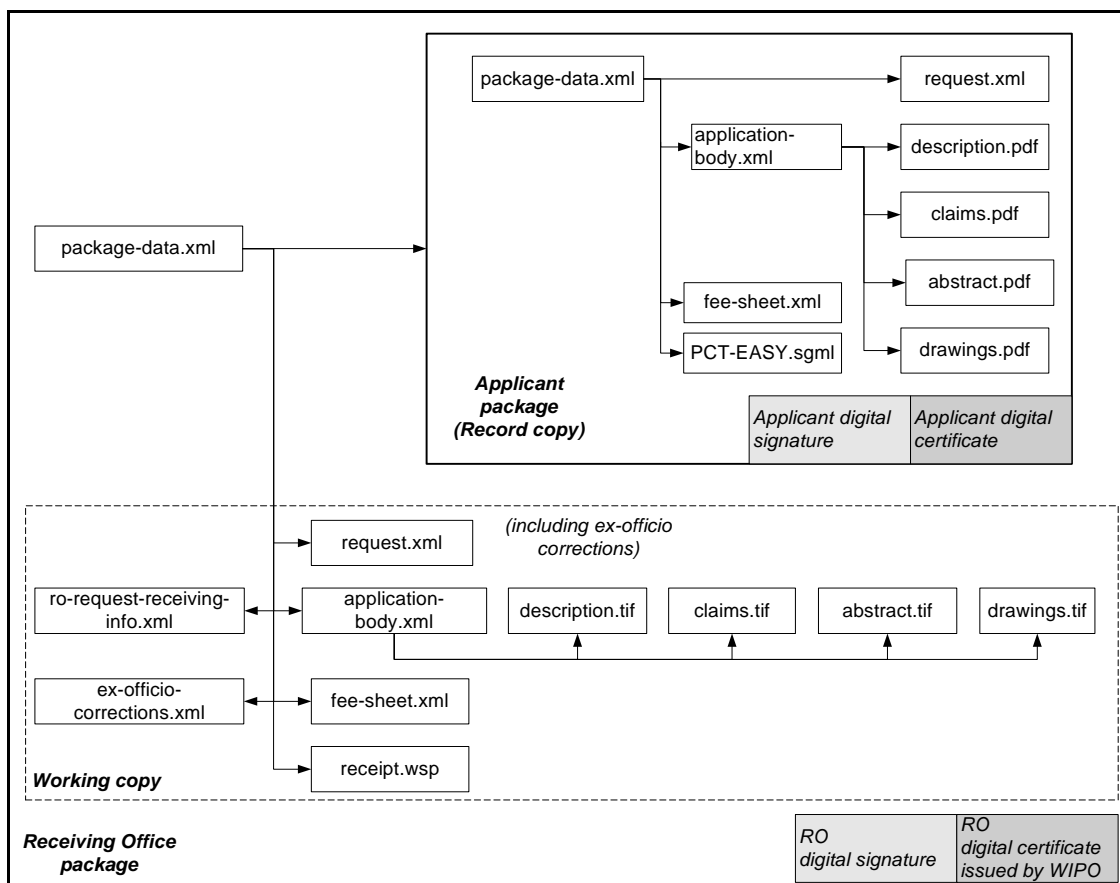 package-data.xml
request.xml
application-
body.xml
description.pdf
claims.pdf
package-data.xml
abstract.pdf
fee-sheet.xml
PCT-EASY.sgml
drawings.pdf
Applicant
package
(Record copy)
Applicant digital
signature
Applicant digital
certificate
request.xml
(including ex-officio
corrections)
ro-request-receiving-
info.xml
application-
body.xml
description.tif
claims.tif
abstract.tif
drawings.tif
ex-officio-
corrections.xml
fee-sheet.xml
receipt.wsp
Working copy
Receiving Office
package
RO
digital signature
RO
digital certificate
issued by WIPO